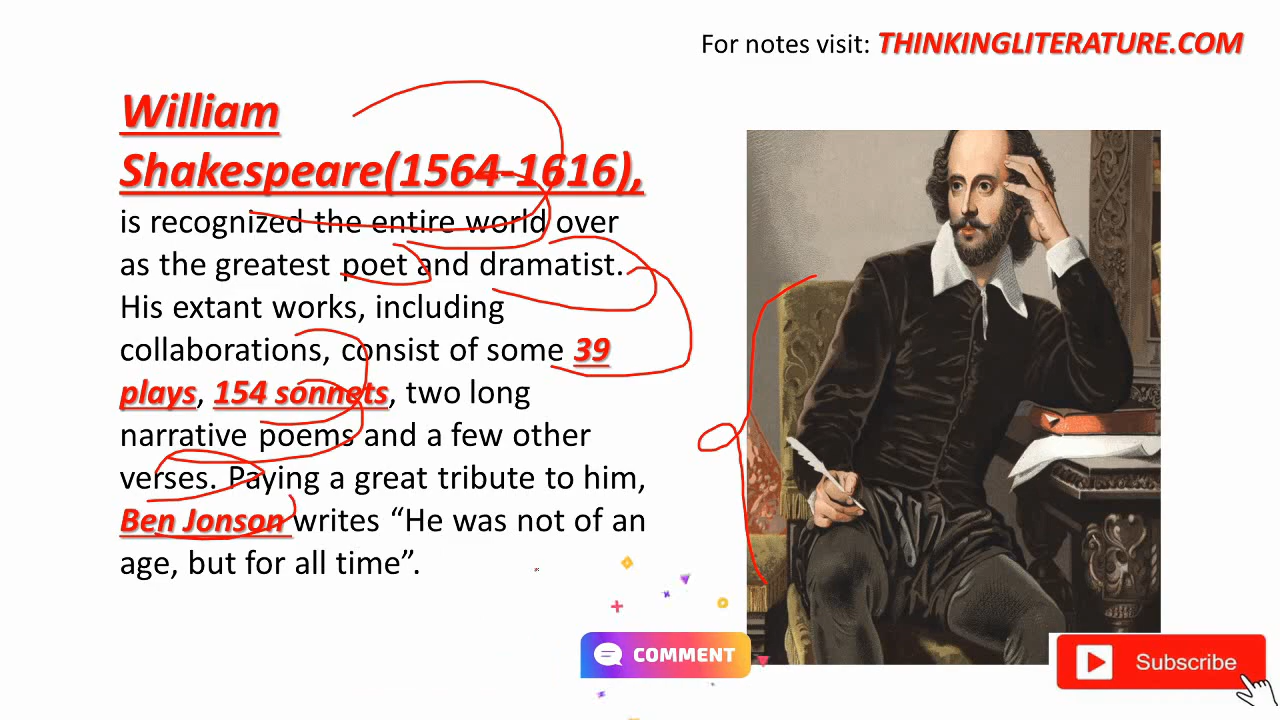 For notes visit: THINKINGLITERATURE.COM
William
Shakespeare(1564-1616),
is recognized the entire world over
as the greatest poet and dramatist.
His extant works, including
collaborations, consist of some 39
plays, 154 sonnets, two long
narrative poems and a few other
verses. Paying a great tribute to him,
Ben Jonson writes “He was not of an
age, but for all time”.
COMMENT
Subscribe